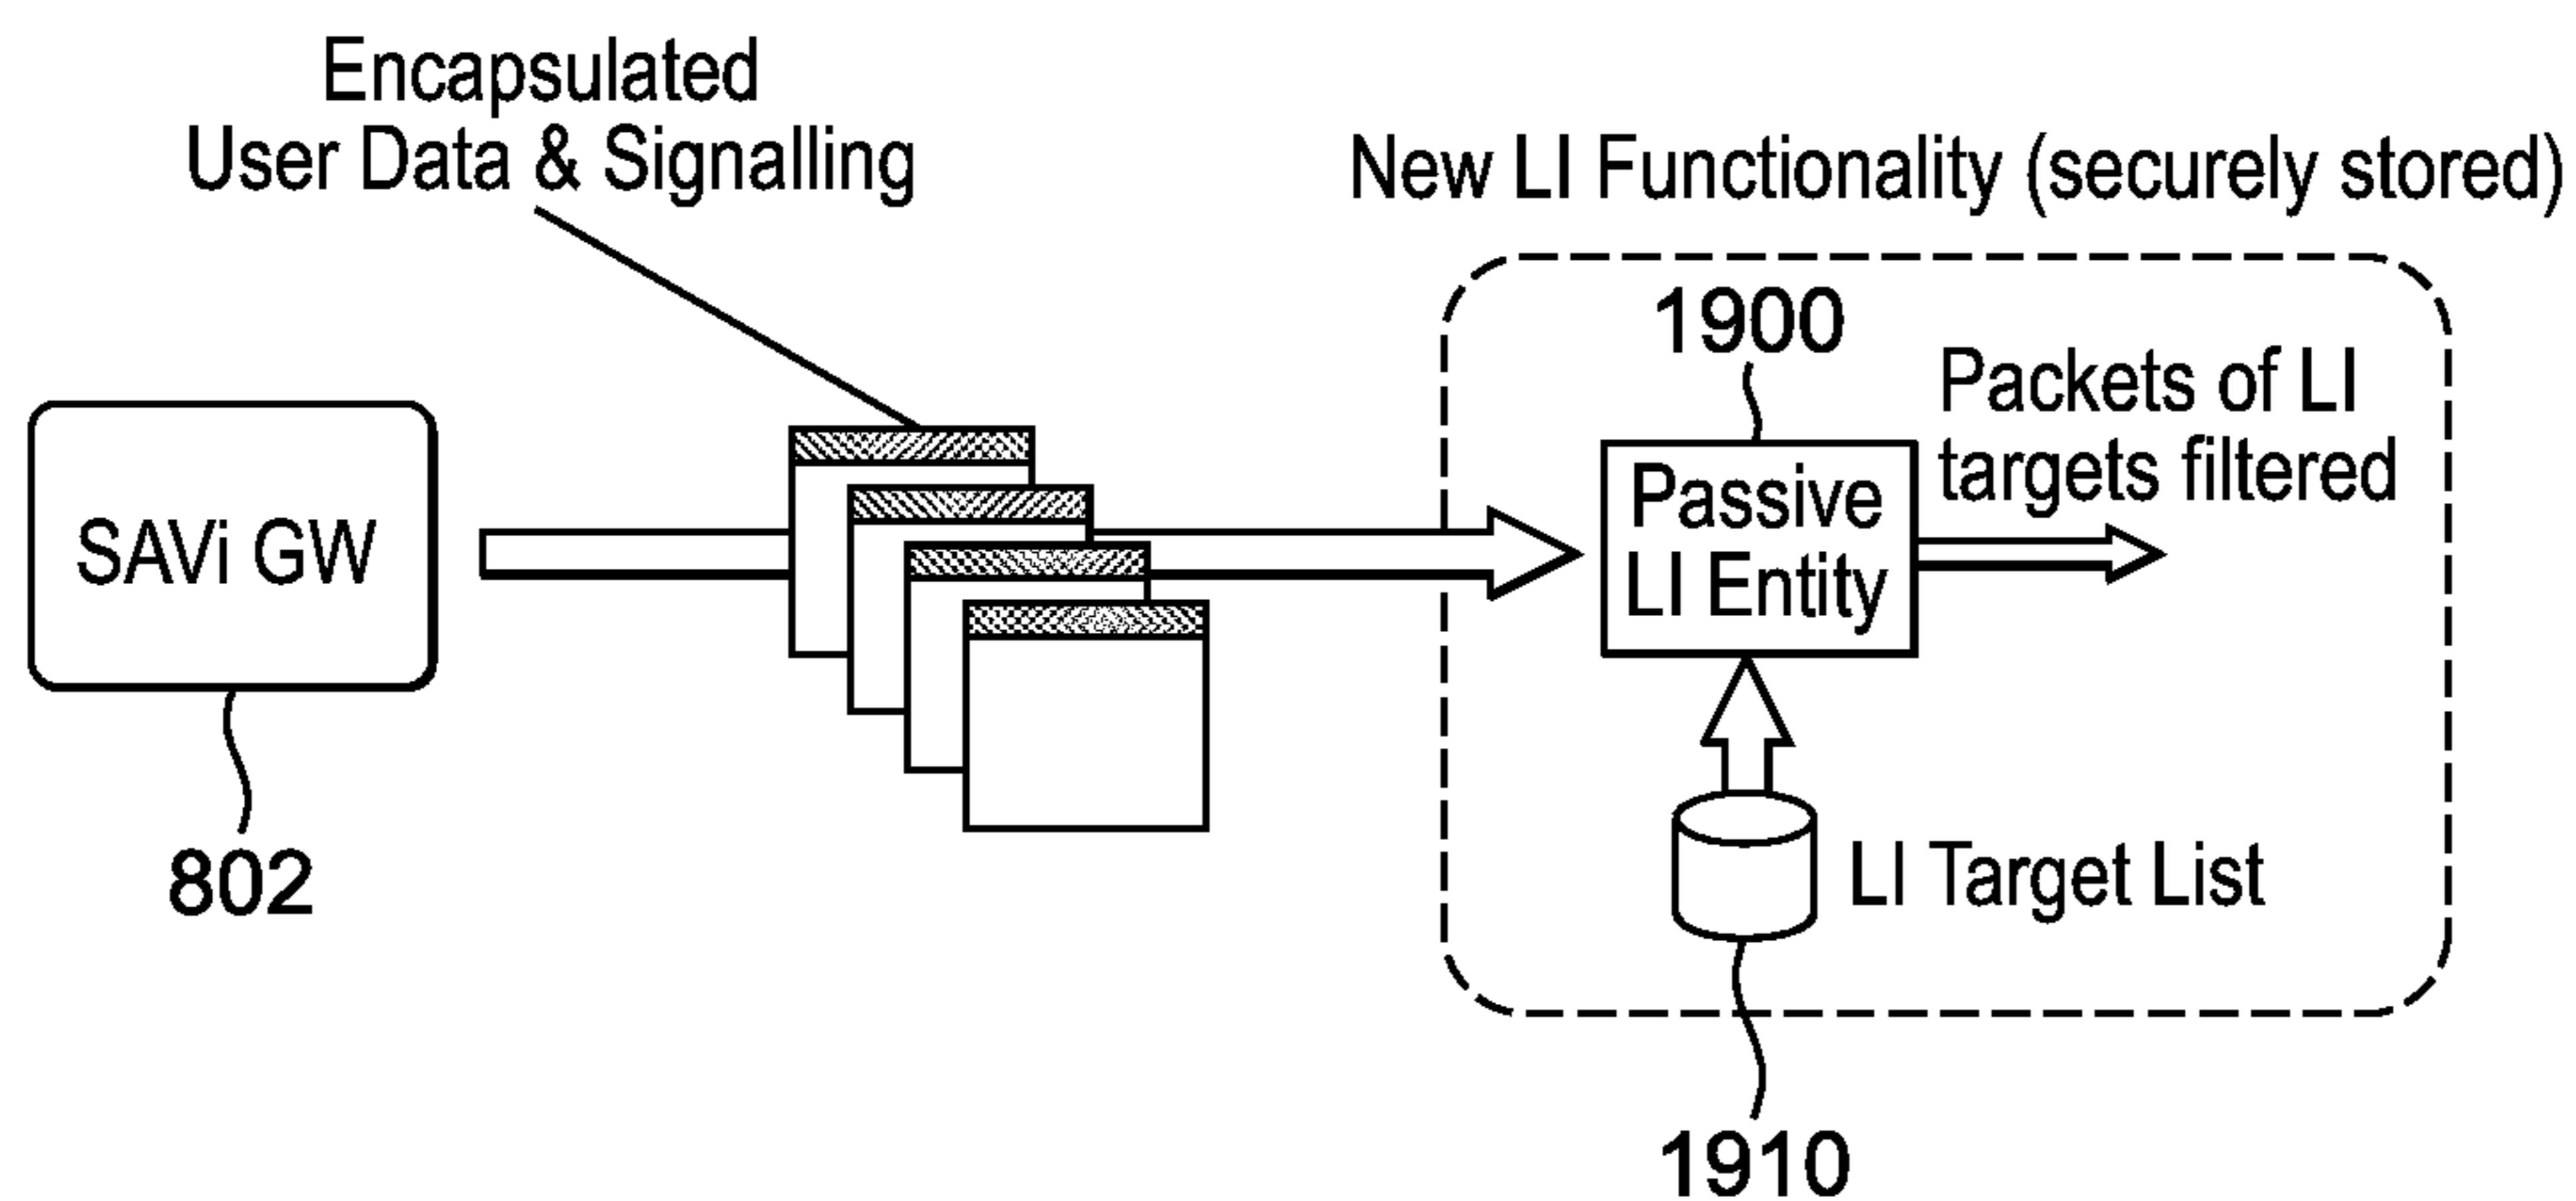 Encapsulated
User Data & Signalling
New LI Functionality (securely stored)
1900
Packets of LI
targets filtered
SAVi GW
Passive
LI Entity
802
LI Target List
1910